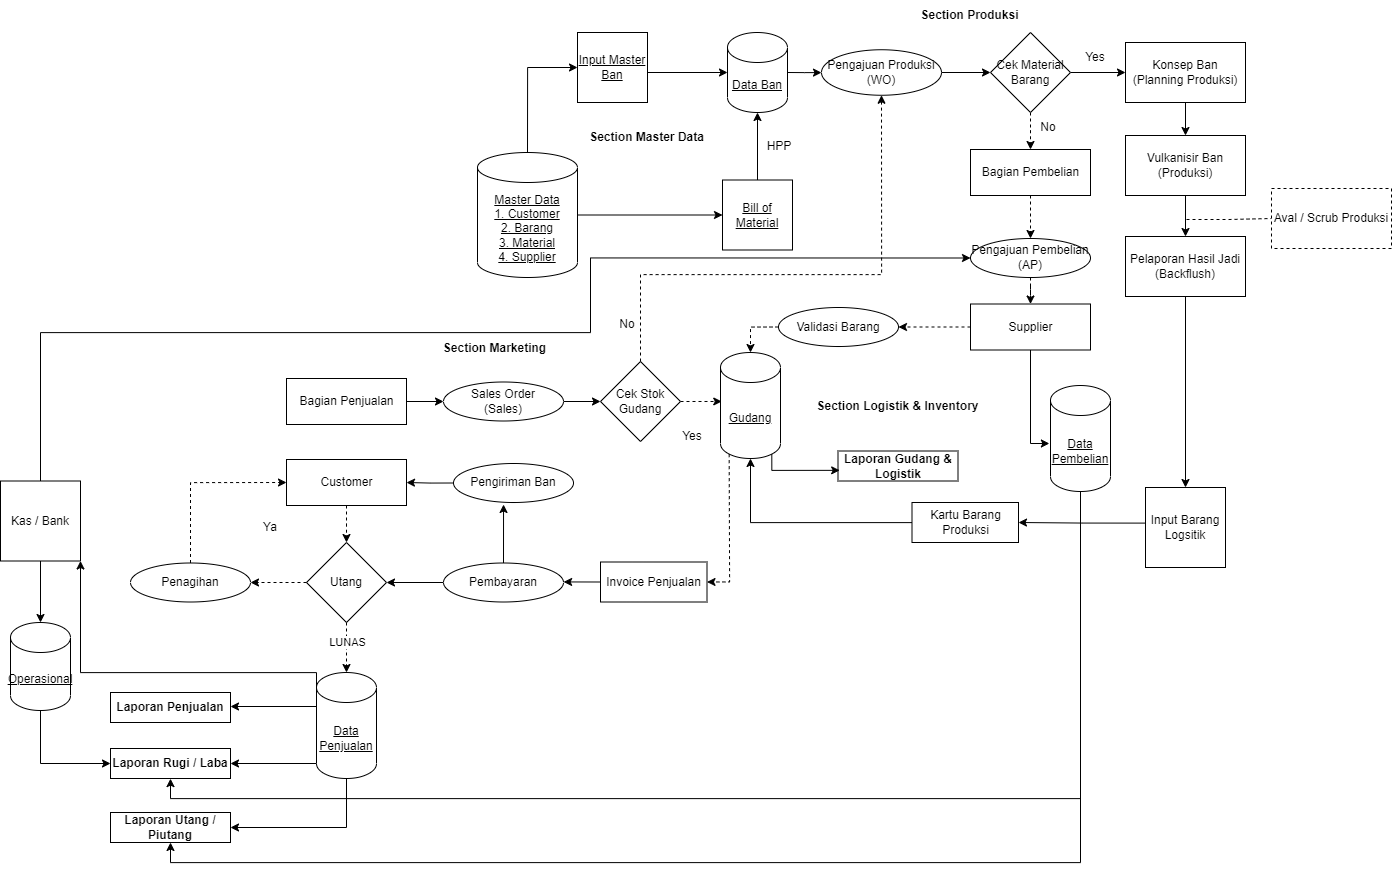 Section Produksi
Input Master
Ban
Data Ban
Pengajuan Produksi
(WO)
Cek Material
Barang
Yes
Konsep Ban
(Planning Produksi)
No
Section Master Data
HPP
Vulkanisir Ban
(Produksi)
Bagian Pembelian
Master Data
1. Customer
2. Barang
3. Material
4. Supplier
Bill of
Material
Aval / Scrub Produksi
Pengajuan Pembelian
(AP)
Pelaporan Hasil Jadi
(Backflush)
No
Validasi Barang
Supplier
Section Marketing
Bagian Penjualan
Sales Order
(Sales)
Cek Stok
Gudang
Yes
Gudang
Section Logistik & Inventory
Data
Pembelian
Laporan Gudang &
Logistik
Customer
Pengiriman Ban
Kas / Bank
Ya
Kartu Barang
Produksi
Input Barang
Logsitik
Penagihan
Utang
Pembayaran
Invoice Penjualan
LUNAS
Operasional
Laporan Penjualan
Data
Penjualan
Laporan Rugi / Laba
Laporan Utang /
Piutang